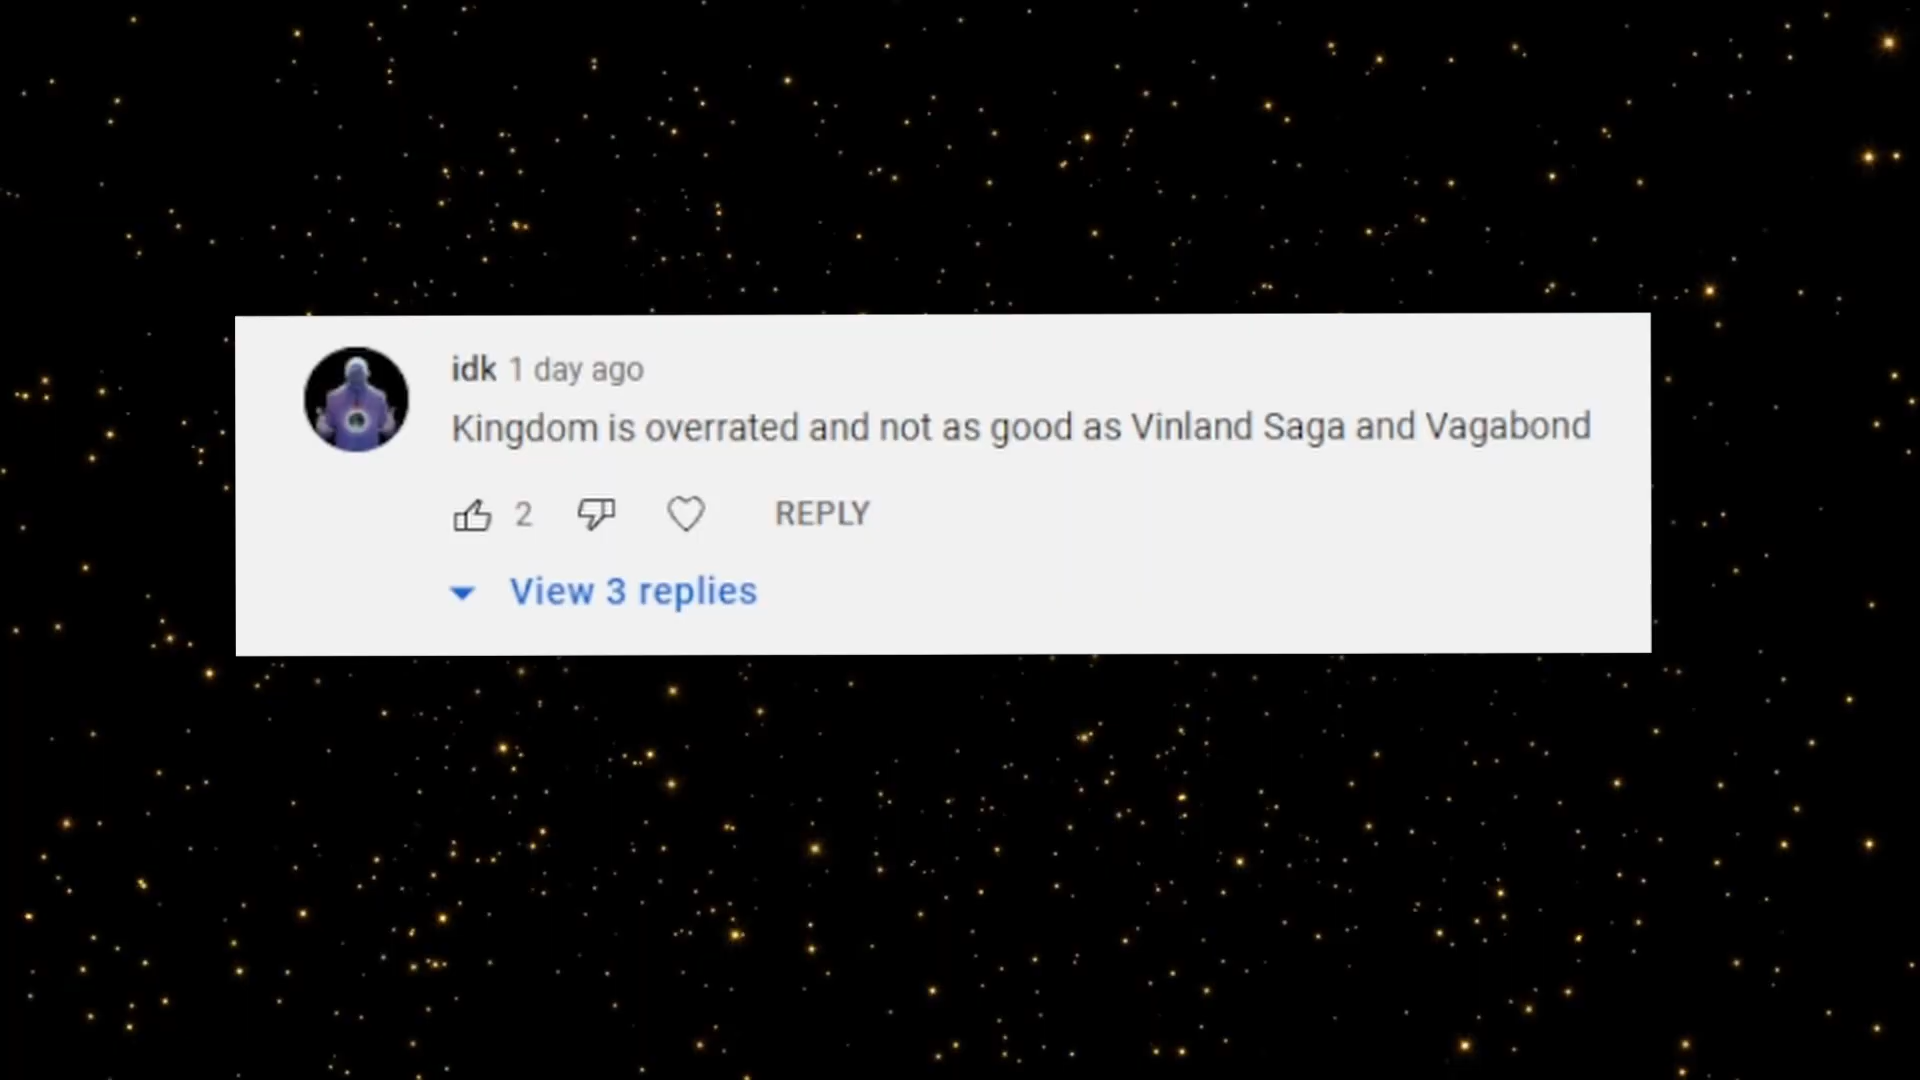 idk 1 day ago
Kingdom is overrated and not as good as Vinland Saga and Vagabond
2 REPLY
View 3 replies